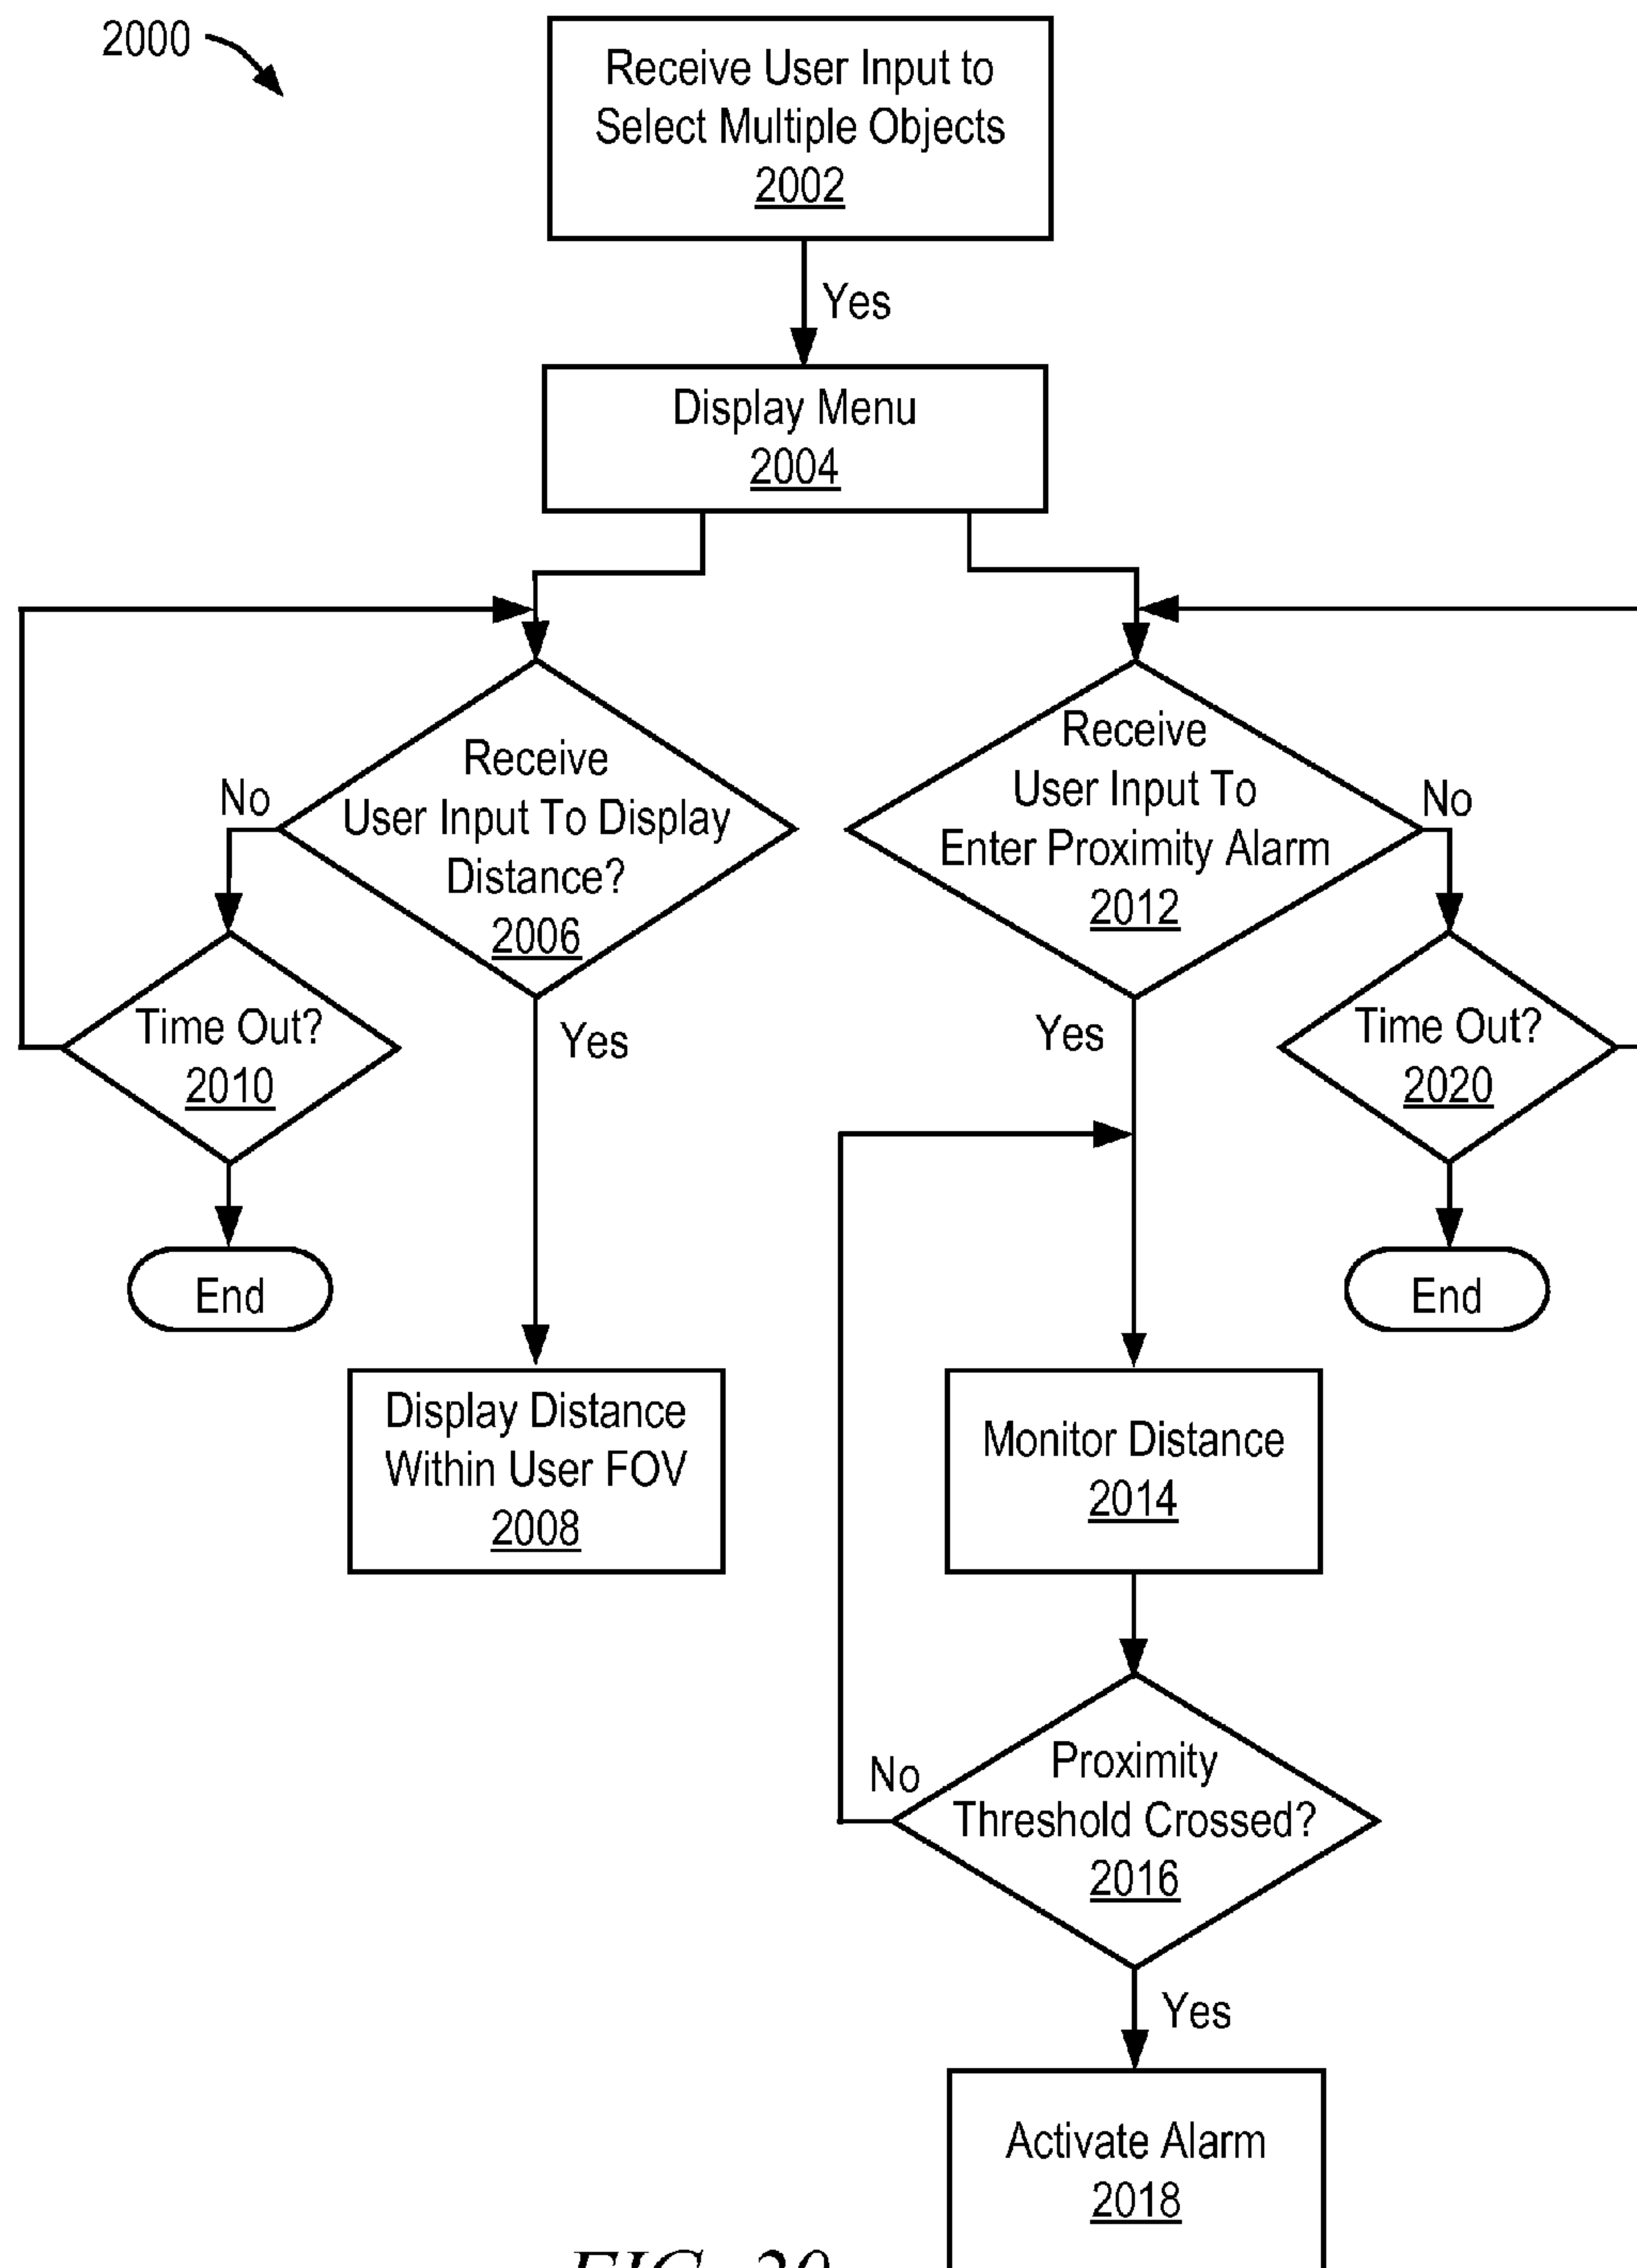 2000
Receive User Input to
Select Multiple Objects
2002
Yes
Display Menu
2004
Receive
User Input To Display
Distance?
2006
No
Yes
Time Out?
2010
End
Display Distance
Within User FOV
2008
Receive
User Input To
Enter Proximity Alarm
2012
No
Yes
Time Out?
2020
End
Monitor Distance
2014
Proximity
Threshold Crossed?
2016
No
Yes
Activate Alarm
2018
FIG. 20